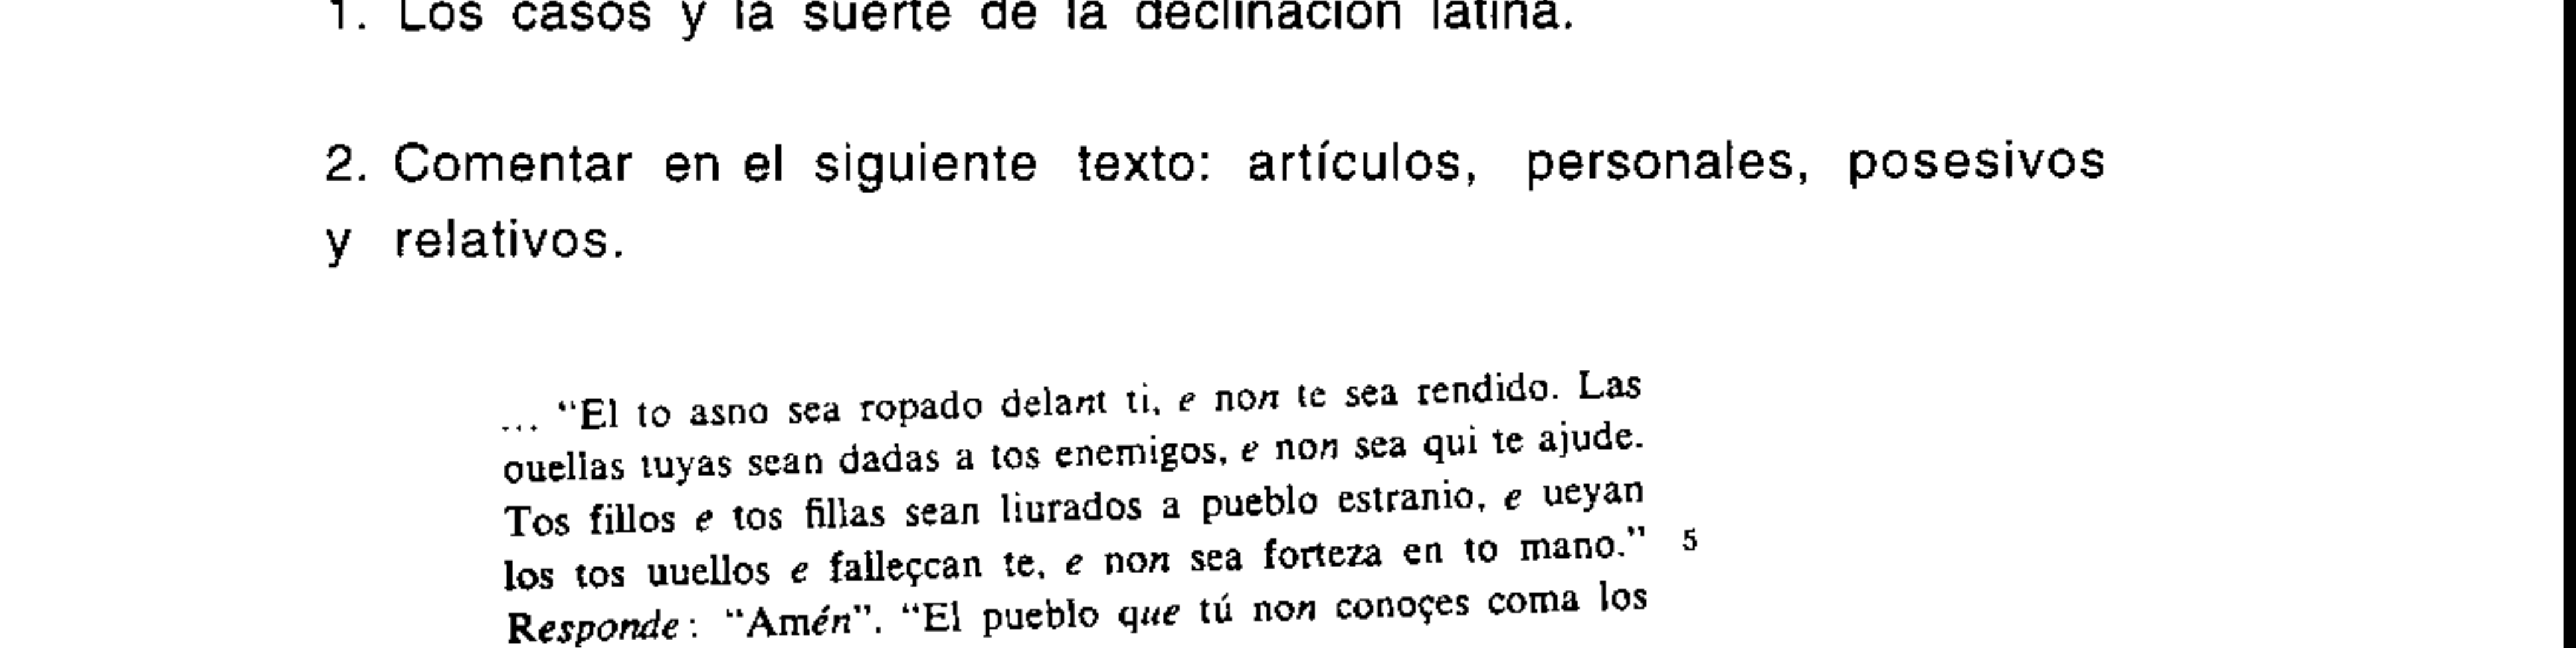 1. Los casos y la suerte de la declinación latina.
2. Comentar en el siguiente texto: artículos, personales, posesivos
y relativos.
... “El to asno sea ropado delant ti, e non te sea rendido. Las
ouellas tuyas sean dadas a tos enemigos, e non sea qui te ajude.
Tos fillos e tos fillas sean liurados a pueblo estranio, e ueyan
los tos uuellos e falleçcan te, e non sea forteza en to mano.” 5
Responde: “Amén”. “El pueblo que tú non conoçes coma los